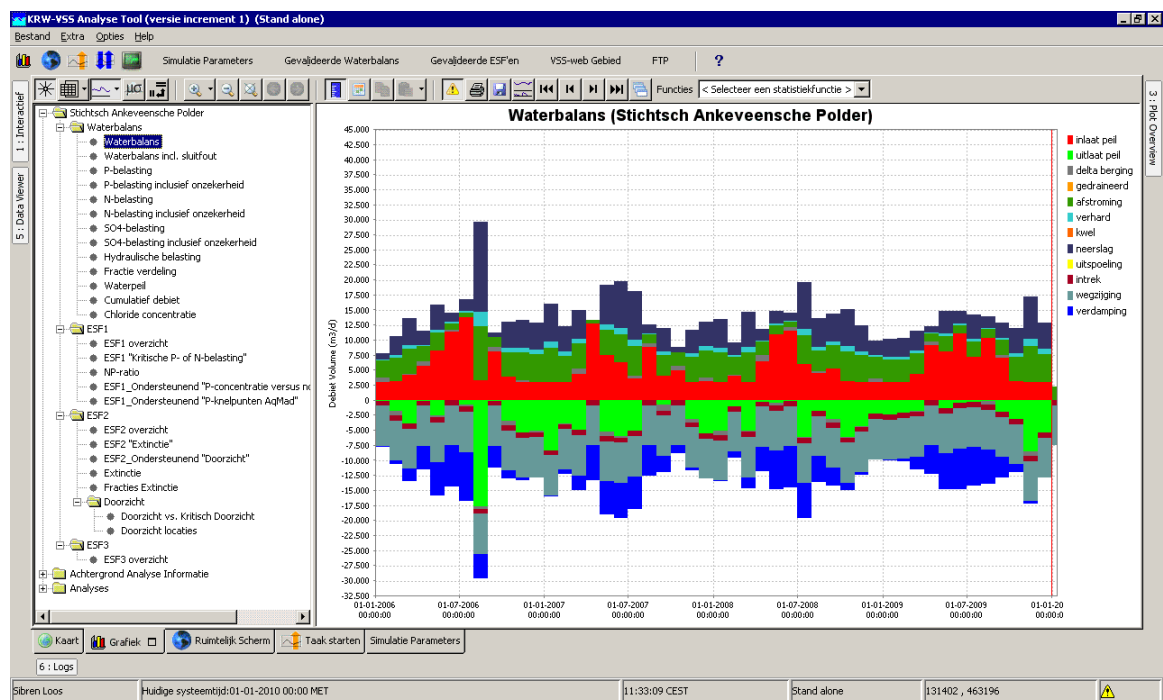 KRW-VSS Analyse Tool (versie increment 1) (Stand alone)
Bestand Extra Opties Help
Simulatie Parameters Gevalideerde Waterbalans Gevalideerde ESF'en VSS-web Gebied FTP ?
μσ Functies < Selecteer een statistiekfunctie >
1 : Interactief
5 : Data Viewer
Stichtsch Ankeveensche Polder
Waterbalans
Waterbalans
Waterbalans incl. sluitfout
P-belasting
P-belasting inclusief onzekerheid
N-belasting
N-belasting inclusief onzekerheid
SO4-belasting
SO4-belasting inclusief onzekerheid
Hydraulische belasting
Fractie verdeling
Waterpeil
Cumulatief debiet
Chloride concentratie
ESF1
ESF1 overzicht
ESF1 "Kritische P- of N-belasting"
NP-ratio
ESF1_Ondersteunend "P-concentratie versus
ESF1_Ondersteunend "P-knelpunten AqMad"
ESF2
ESF2 overzicht
ESF2 "Extinctie"
ESF2_Ondersteunend "Doorzicht"
Extinctie
Fracties Extinctie
Doorzicht
Doorzicht vs. Kritisch Doorzicht
Doorzicht locaties
ESF3
ESF3 overzicht
Achtergrond Analyse Informatie
Analyses
Waterbalans (Stichtsch Ankeveensche Polder)
Debiet Volume (m3/d)
45.000
42.500
40.000
37.500
35.000
32.500
30.000
27.500
25.000
22.500
20.000
17.500
15.000
12.500
10.000
7.500
5.000
2.500
0
-2.500
-5.000
-7.500
-10.000
-12.500
-15.000
-17.500
-20.000
-22.500
-25.000
-27.500
-30.000
-32.500
01-01-2006 01-07-2006 01-01-2007 01-07-2007 01-01-2008 01-07-2008 01-01-2009 01-07-2009 01-01-20
00:00:00 00:00:00 00:00:00 00:00:00 00:00:00 00:00:00 00:00:00 00:00:00 00:00:0
inlaat peil
uitlaat peil
delta berging
gedraineerd
afstroming
verhard
kwel
neerslag
uitspoeling
intrek
wegzijging
verdamping
3 : Plot Overview
Kaart Grafiek Ruimtelijk Scherm Taak starten Simulatie Parameters
6 : Logs
Sibren Loos Huidige systeemtijd:01-01-2010 00:00 MET 11:33:09 CEST Stand alone 131402 , 463196